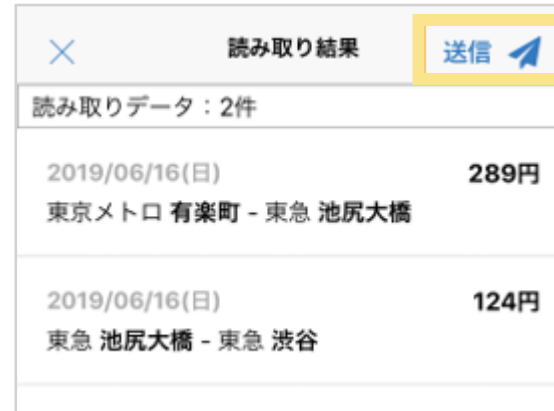 読み取り結果 送信
読み取りデータ：2件
2019/06/16(日) 289円
東京メトロ 有楽町 - 東急 池尻大橋
2019/06/16(日) 124円
東急 池尻大橋 - 東急 渋谷